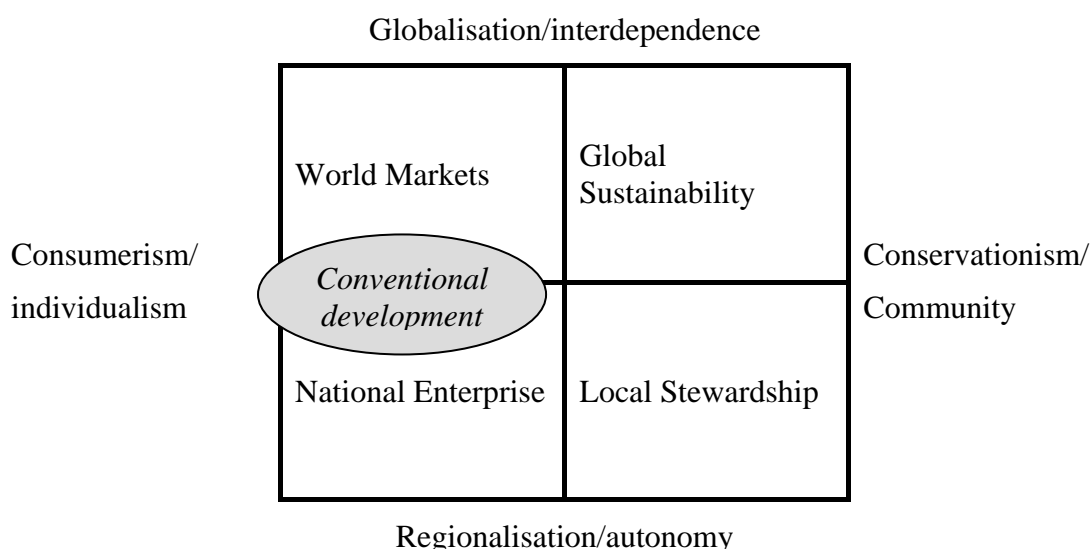 Globalisation/interdependence
World Markets
Global
Sustainability
Consumerism/
individualism
Conventional
development
Conservationism/
Community
National Enterprise
Local Stewardship
Regionalisation/autonomy